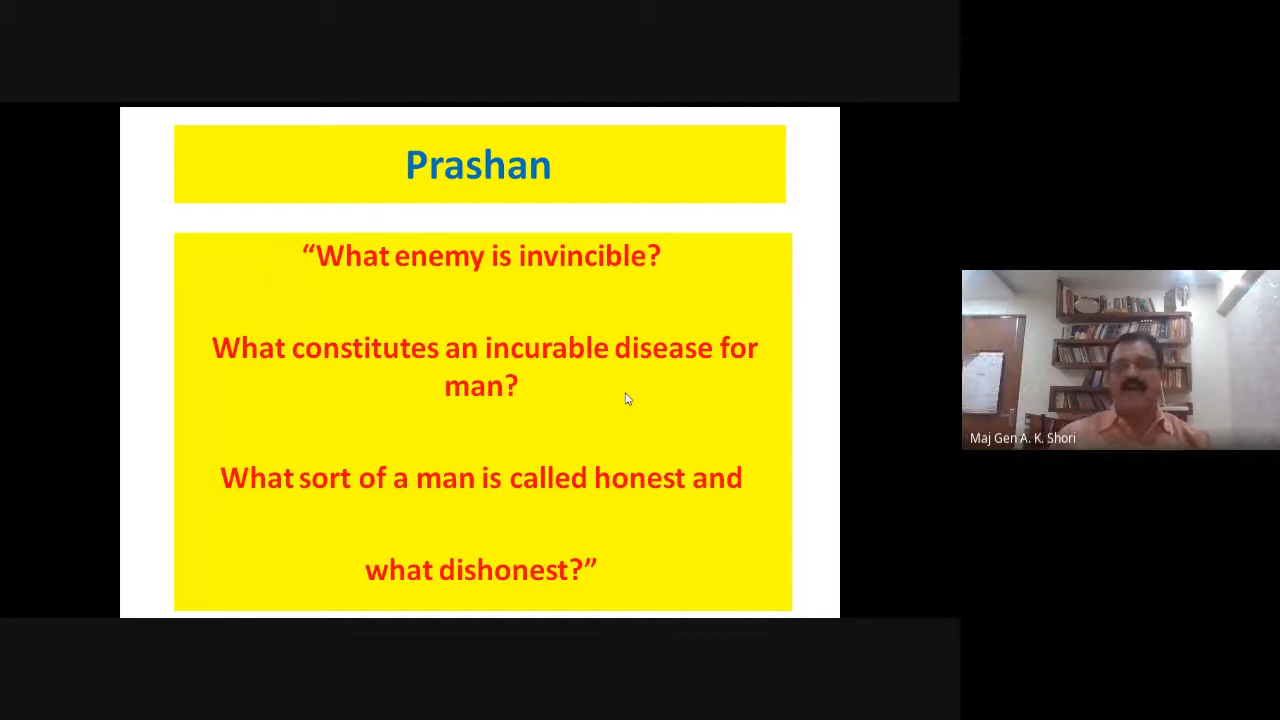 Prashan
“What enemy is invincible?
What constitutes an incurable disease for
man?
What sort of a man is called honest and
what dishonest?”
Maj Gen A. K. Shori